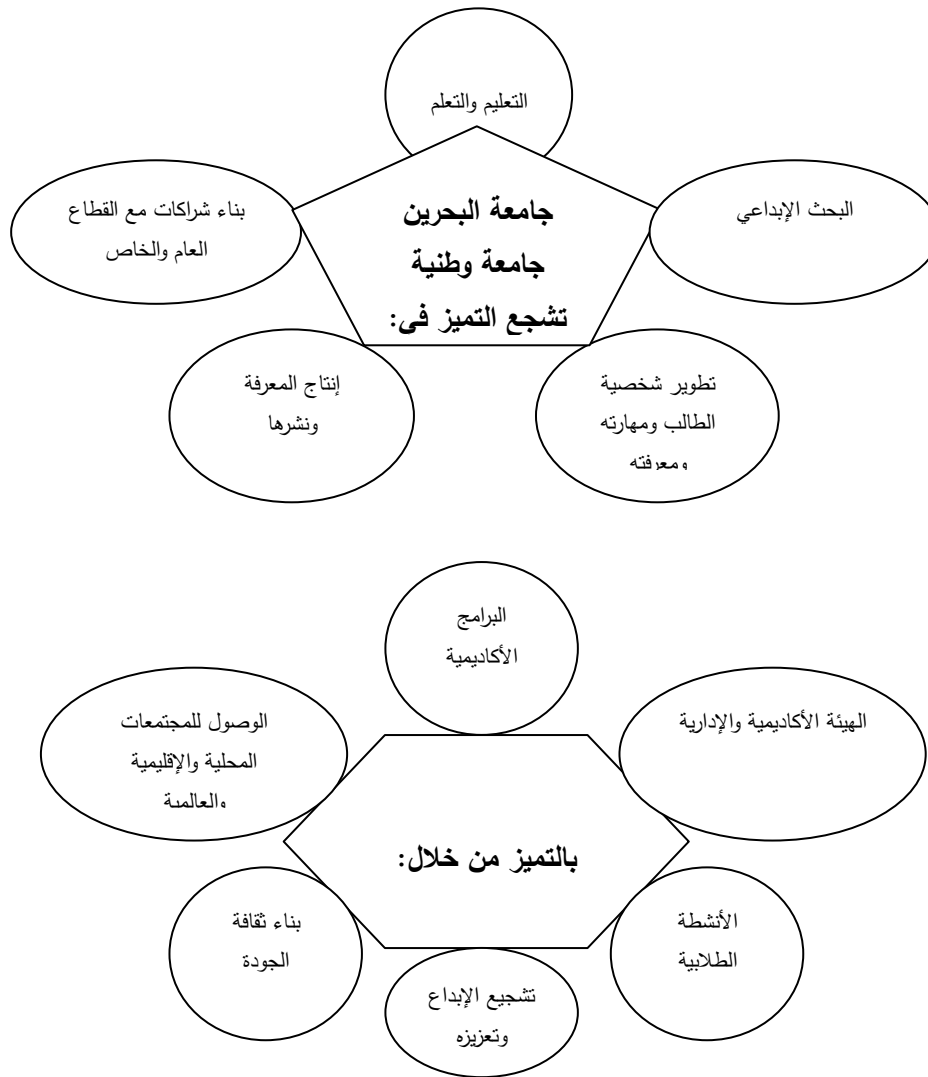 التعليم والتعلم
البحث الإبداعي
بناء شراكات مع القطاع
العام والخاص
جامعة البحرين
جامعة وطنية
تشجع التميز في:
تطوير شخصية
الطالب ومهارته
ومعرفته
إنتاج المعرفة
ونشرها
البرامج
الأكاديمية
الهيئة الأكاديمية والإدارية
الوصول للمجتمعات
المحلية والإقليمية
والعالمية
بالتميز من خلال:
الأنشطة
الطلابية
بناء ثقافة
الجودة
تشجيع الإبداع
وتعزيزه